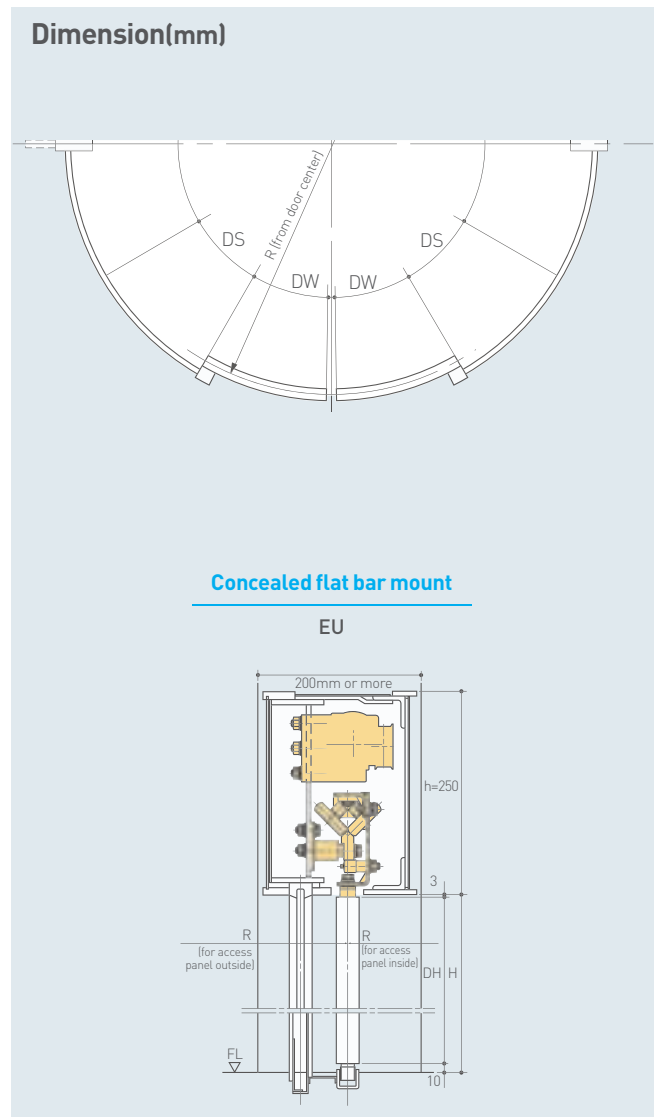 Dimension(mm)
R (from door center)
DS
DS
DW
DW
Concealed flat bar mount
EU
200mm or more
h=250
3
R
(for access
panel outside)
R
(for access
panel inside)
DH
H
FL
10